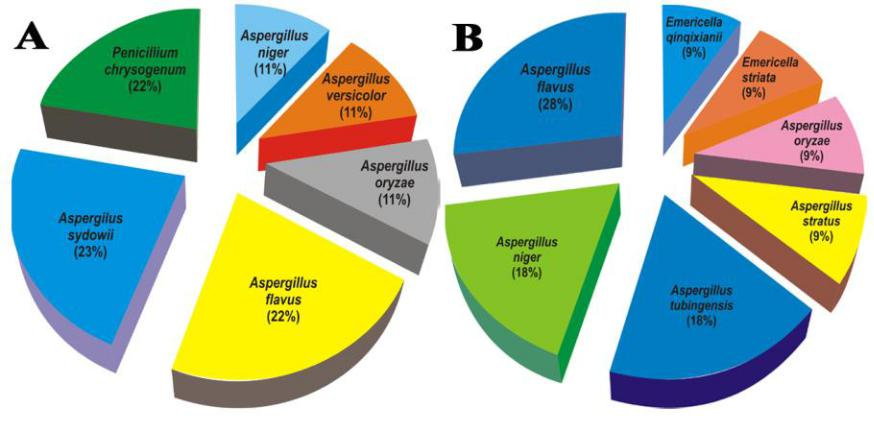 A
Penicillium
chrysogenum
(22%)
Aspergillus
niger
(11%)
Aspergillus
versicolor
(11%)
Aspergillus
oryzae
(11%)
Aspergillus
flavus
(22%)
Aspergilus
sydowii
(23%)
B
Aspergillus
flavus
(28%)
Emericella
qinqixianii
(9%)
Emericella
striata
(9%)
Aspergillus
oryzae
(9%)
Aspergillus
stratus
(9%)
Aspergillus
tubingensis
(18%)
Aspergillus
niger
(18%)